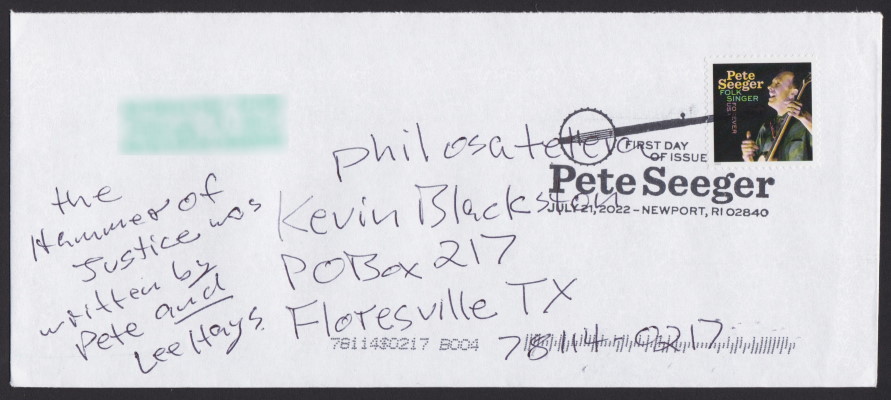 Pete
Seeger
FOLK
SINGER
FOREVER
FIRST DAY
OF ISSUE
Pete Seeger
JULY 21, 2022 – NEWPORT, RI 02840
philosateleia
Kevin Blackston
PO Box 217
Floresville TX
78114-0217
the
Hammer of
Justice was
written by
Pete and
Lee Hays
78114$0217 B004